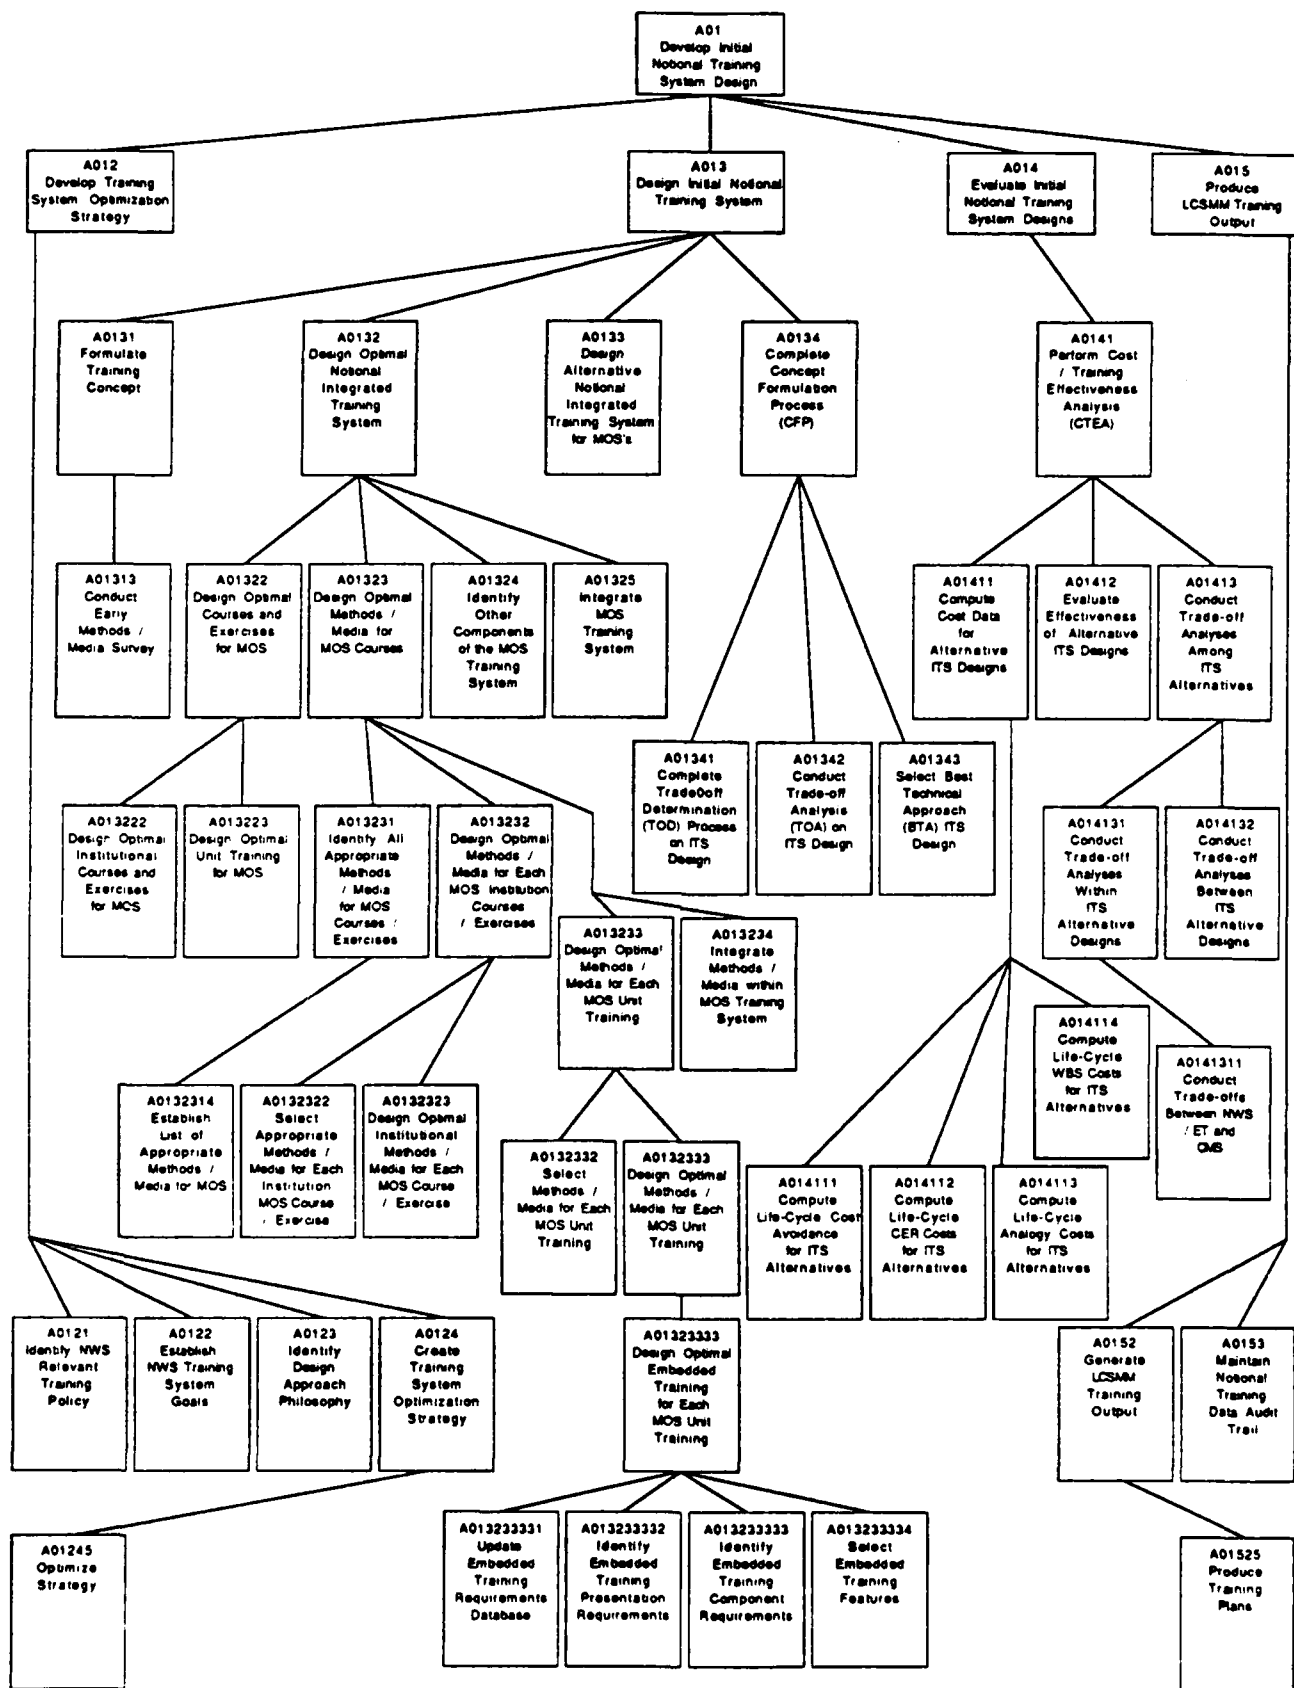 A01
Develop Initial
Notional Training
System Design
A012
Develop Training
System Optimization
Strategy
A013
Design Initial Notional
Training System
A014
Evaluate Initial
Notional Training
System Designs
A015
Produce
LCSMM Training
Output
A0131
Formulate
Training
Concept
A0132
Design Optimal
Notional
Integrated
Training
System
A0133
Design
Alternative
Notional
Integrated
Training System
for MOS's
A0134
Complete
Concept
Formulation
Process
(CFP)
A0141
Perform Cost
/ Training
Effectiveness
Analysis
(CTEA)
A01313
Conduct
Early
Methods /
Media Survey
A01322
Design Optimal
Courses and
Exercises
for MOS
A01323
Design Optimal
Methods /
Media for
MOS Courses
A01324
Identify
Other
Components
of the MOS
Training
System
A01325
Integrate
MOS
Training
System
A01411
Compute
Cost Data
for
Alternative
ITS Designs
A01412
Evaluate
Effectiveness
of Alternative
ITS Designs
A01413
Conduct
Trade-off
Analyses
Among
ITS
Alternatives
A01341
Complete
Trade0off
Determination
(TOD) Process
on ITS
Design
A01342
Conduct
Trade-off
Analysis
(TOA) on
ITS Design
A01343
Select Best
Technical
Approach
(BTA) ITS
Design
A013222
Design Optimal
Institutional
Courses and
Exercises
for MOS
A013223
Design Optimal
Unit Training
for MOS
A013231
Identify All
Appropriate
Methods
/ Media
for MOS
Courses /
Exercises
A013232
Design Optimal
Methods /
Media for Each
MOS Institution
Courses
/ Exercises
A014131
Conduct
Trade-off
Analyses
Within
ITS
Alternative
Designs
A014132
Conduct
Trade-off
Analyses
Between
ITS
Alternative
Designs
A013233
Design Optimal
Methods /
Media for Each
MOS Unit
Training
A013234
Integrate
Methods /
Media within
MOS Training
System
A014114
Compute
Life-Cycle
WBS Costs
for ITS
Alternatives
A0141311
Conduct
Trade-offs
Between NWS
/ ET and
CMS
A0132314
Establish
List of
Appropriate
Methods /
Media for MOS
A0132322
Select
Appropriate
Methods /
Media for Each
Institution
MOS Course
/ Exercise
A0132323
Design Optimal
Institutional
Methods /
Media for Each
MOS Course
/ Exercise
A0132332
Select
Methods /
Media for Each
MOS Unit
Training
A0132333
Design Optimal
Methods /
Media for Each
MOS Unit
Training
A014111
Compute
Life-Cycle Cost
Avoidance
for ITS
Alternatives
A014112
Compute
Life-Cycle
CER Costs
for ITS
Alternatives
A014113
Compute
Life-Cycle
Analogy Costs
for ITS
Alternatives
A0121
Identify NWS
Relevant
Training
Policy
A0122
Establish
NWS Training
System
Goals
A0123
Identify
Design
Approach
Philosophy
A0124
Create
Training
System
Optimization
Strategy
A01323333
Design Optimal
Embedded
Training
for Each
MOS Unit
Training
A0152
Generate
LCSMM
Training
Output
A0153
Maintain
Notional
Training
Data Audit
Trail
A01245
Optimize
Strategy
A013233331
Update
Embedded
Training
Requirements
Database
A013233332
Identify
Embedded
Training
Presentation
Requirements
A013233333
Identify
Embedded
Training
Component
Requirements
A013233334
Select
Embedded
Training
Features
A01525
Produce
Training
Plans